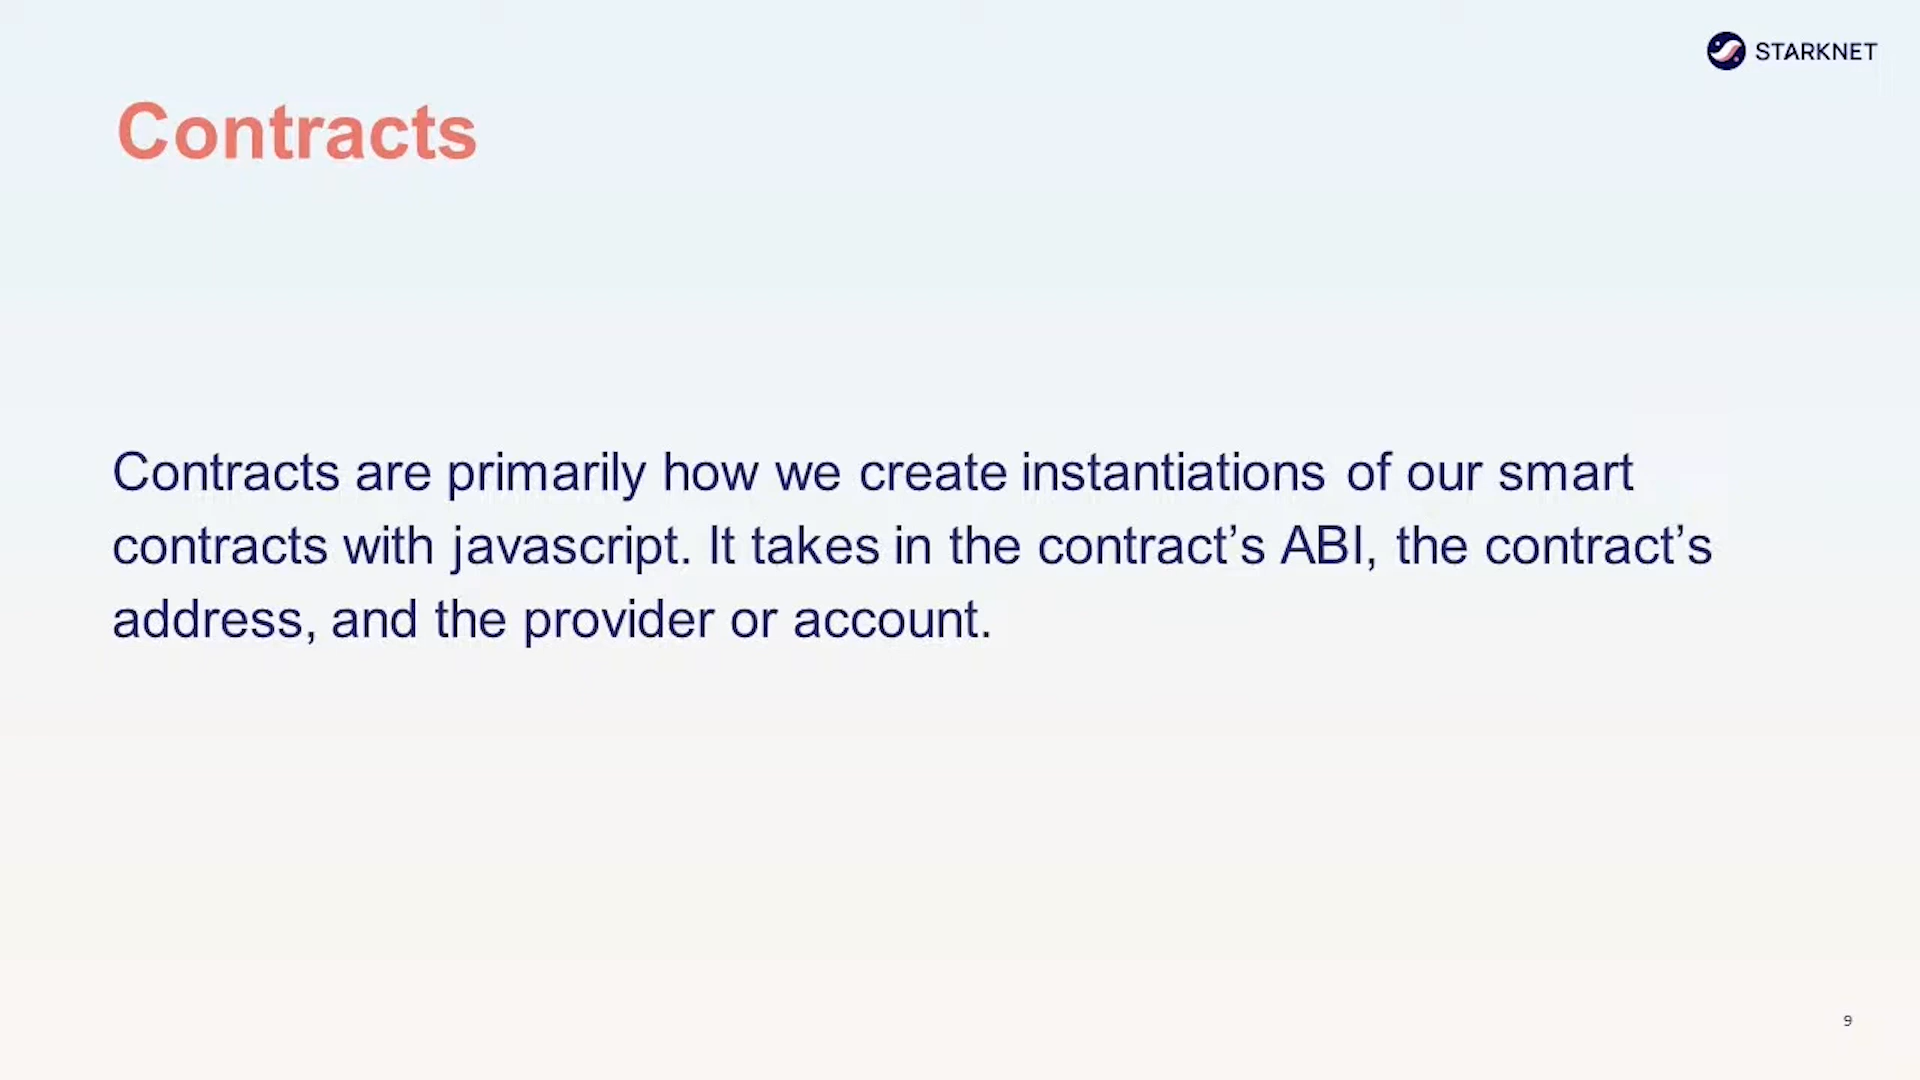 STARKNET
Contracts
Contracts are primarily how we create instantiations of our smart
contracts with javascript. It takes in the contract’s ABI, the contract’s
address, and the provider or account.
9